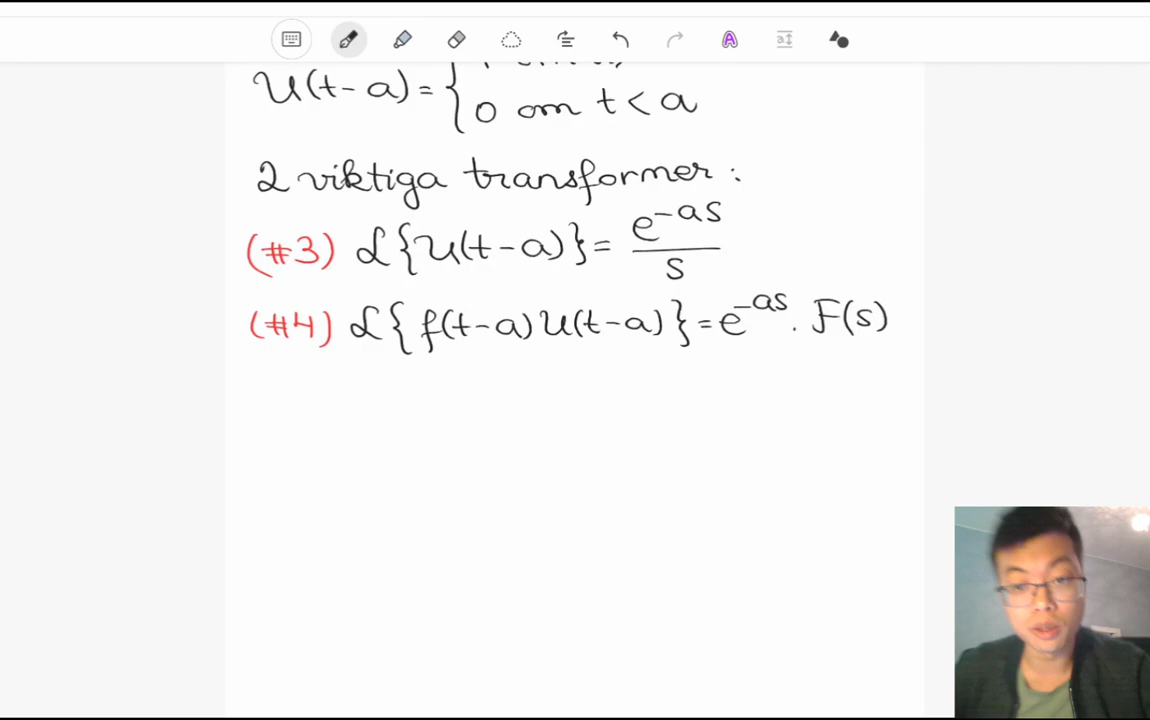 U(t-a) = { 0 om t < a
2 viktiga transformer :
(#3) ℒ{U(t-a)} = e^{-as} / s
(#4) ℒ{f(t-a)U(t-a)} = e^{-as} · F(s)